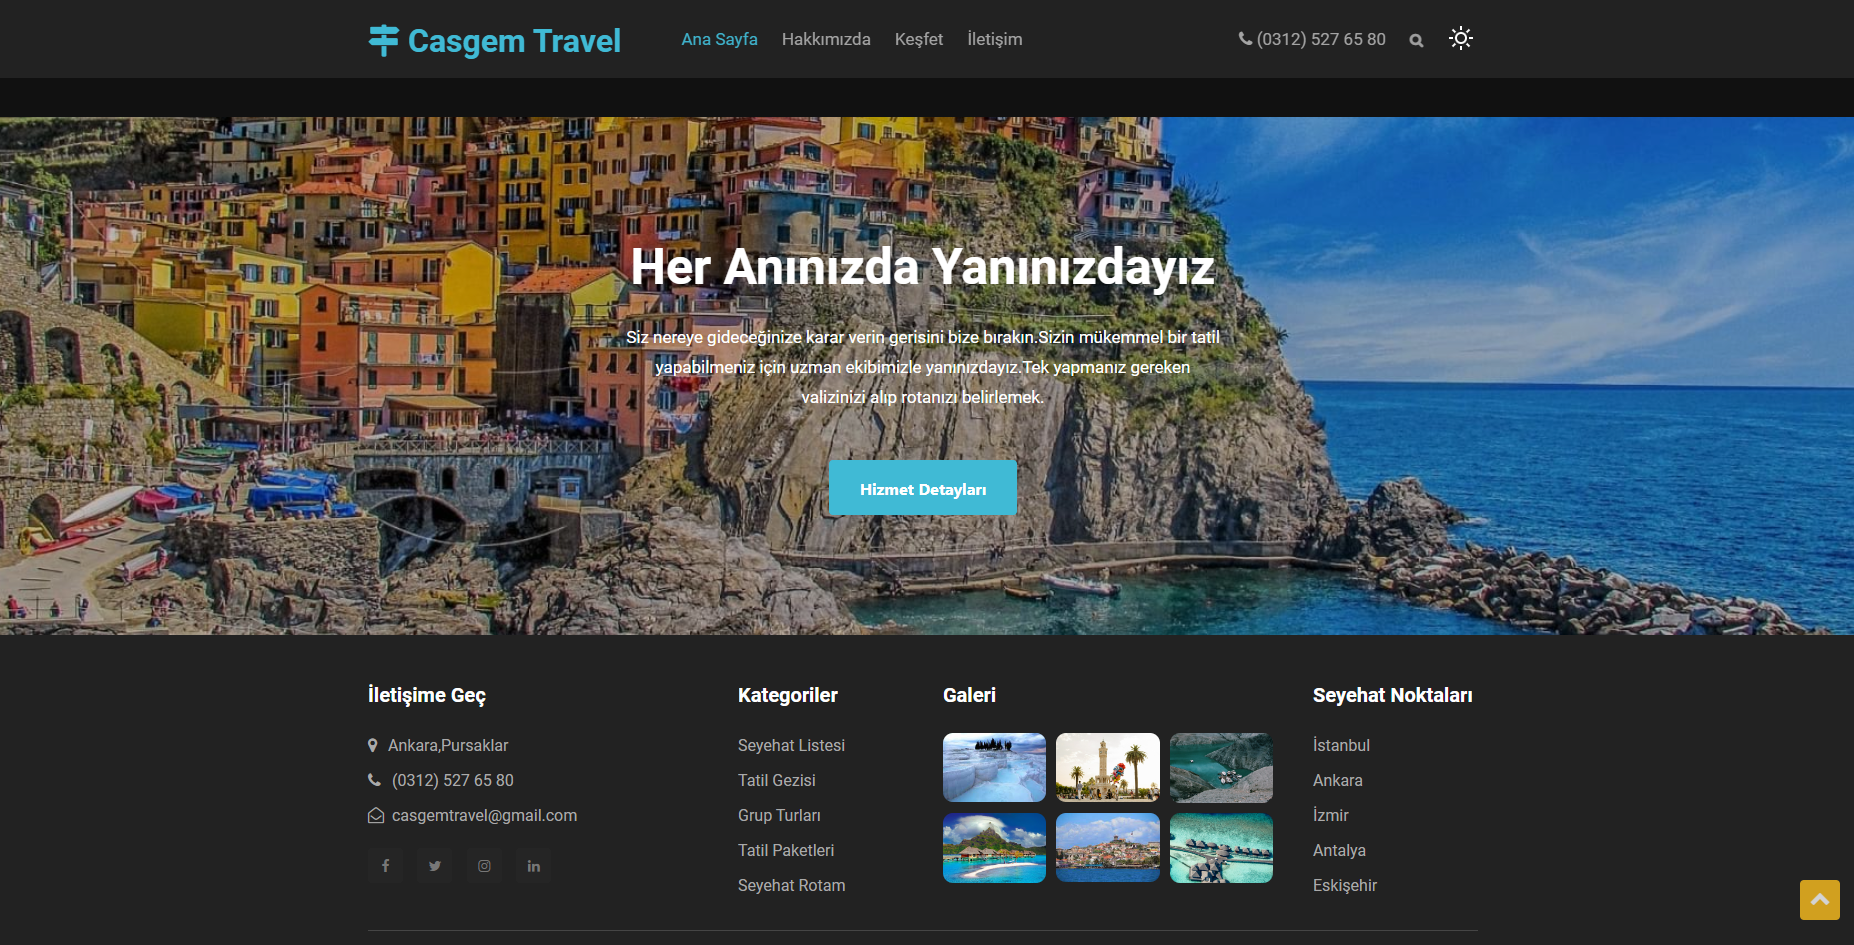 Casgem Travel
Ana Sayfa Hakkımızda Keşfet İletişim
(0312) 527 65 80
Her Anınızda Yanınızdayız
Siz nereye gideceğinize karar verin gerisini bize bırakın.Sizin mükemmel bir tatil
yapabilmeniz için uzman ekibimizle yanınızdayız.Tek yapmanız gereken
valizinizi alıp rotanızı belirlemek.
Hizmet Detayları
İletişime Geç
Ankara,Pursaklar
(0312) 527 65 80
casgemtravel@gmail.com
Kategoriler
Seyehat Listesi
Tatil Gezisi
Grup Turları
Tatil Paketleri
Seyehat Rotam
Galeri
Seyehat Noktaları
İstanbul
Ankara
İzmir
Antalya
Eskişehir